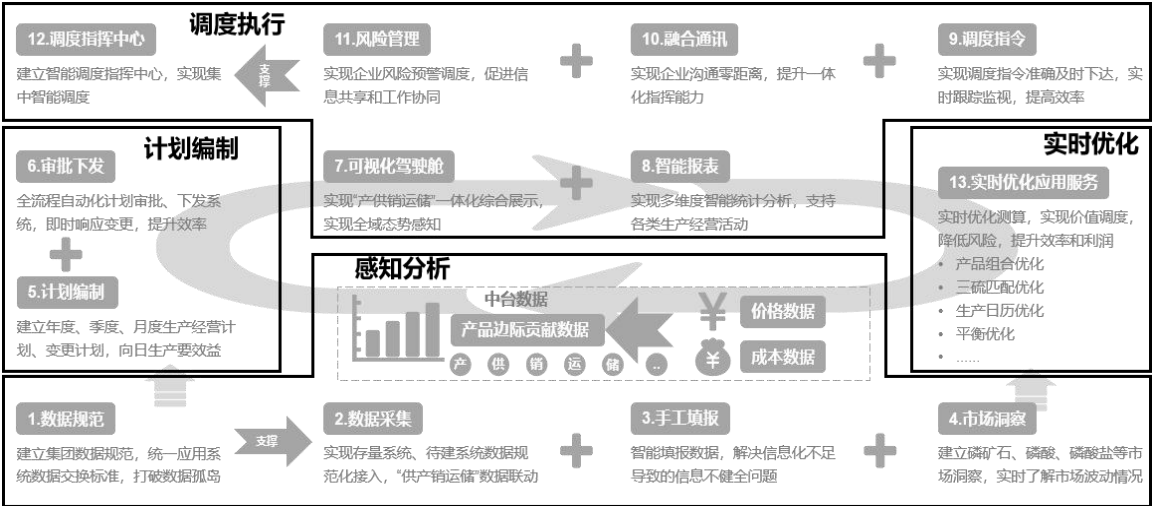 调度执行
12.调度指挥中心
建立智能调度指挥中心，实现集
中智能调度
支撑
11.风险管理
实现企业风险预警调度，促进信
息共享和工作协同
10.融合通讯
实现企业沟通零距离，提升一体
化指挥能力
9.调度指令
实现调度指令准确及时下达，实
时跟踪监视，提高效率
计划编制
6.审批下发
全流程自动化计划审批、下发系
统，即时响应变更，提升效率
5.计划编制
建立年度、季度、月度生产经营计
划、变更计划，向日生产要效益
7.可视化驾驶舱
实现"产供销运储"一体化综合展示，
实现全域态势感知
8.智能报表
实现多维度智能统计分析，支持
各类生产经营活动
实时优化
13.实时优化应用服务
实时优化测算，实现价值调度，
降低风险，提升效率和利润
• 产品组合优化
• 三硫匹配优化
• 生产日历优化
• 平衡优化
• ......
感知分析
中台数据
产品边际贡献数据
产 供 销 运 储 ..
¥ 价格数据
¥ 成本数据
1.数据规范
建立集团数据规范，统一应用系
统数据交换标准，打破数据孤岛
支撑
2.数据采集
实现存量系统、待建系统数据规
范化接入，"供产销运储"数据联动
3.手工填报
智能填报数据，解决信息化不足
导致的信息不健全问题
4.市场洞察
建立磷矿石、磷酸、磷酸盐等市
场洞察，实时了解市场波动情况